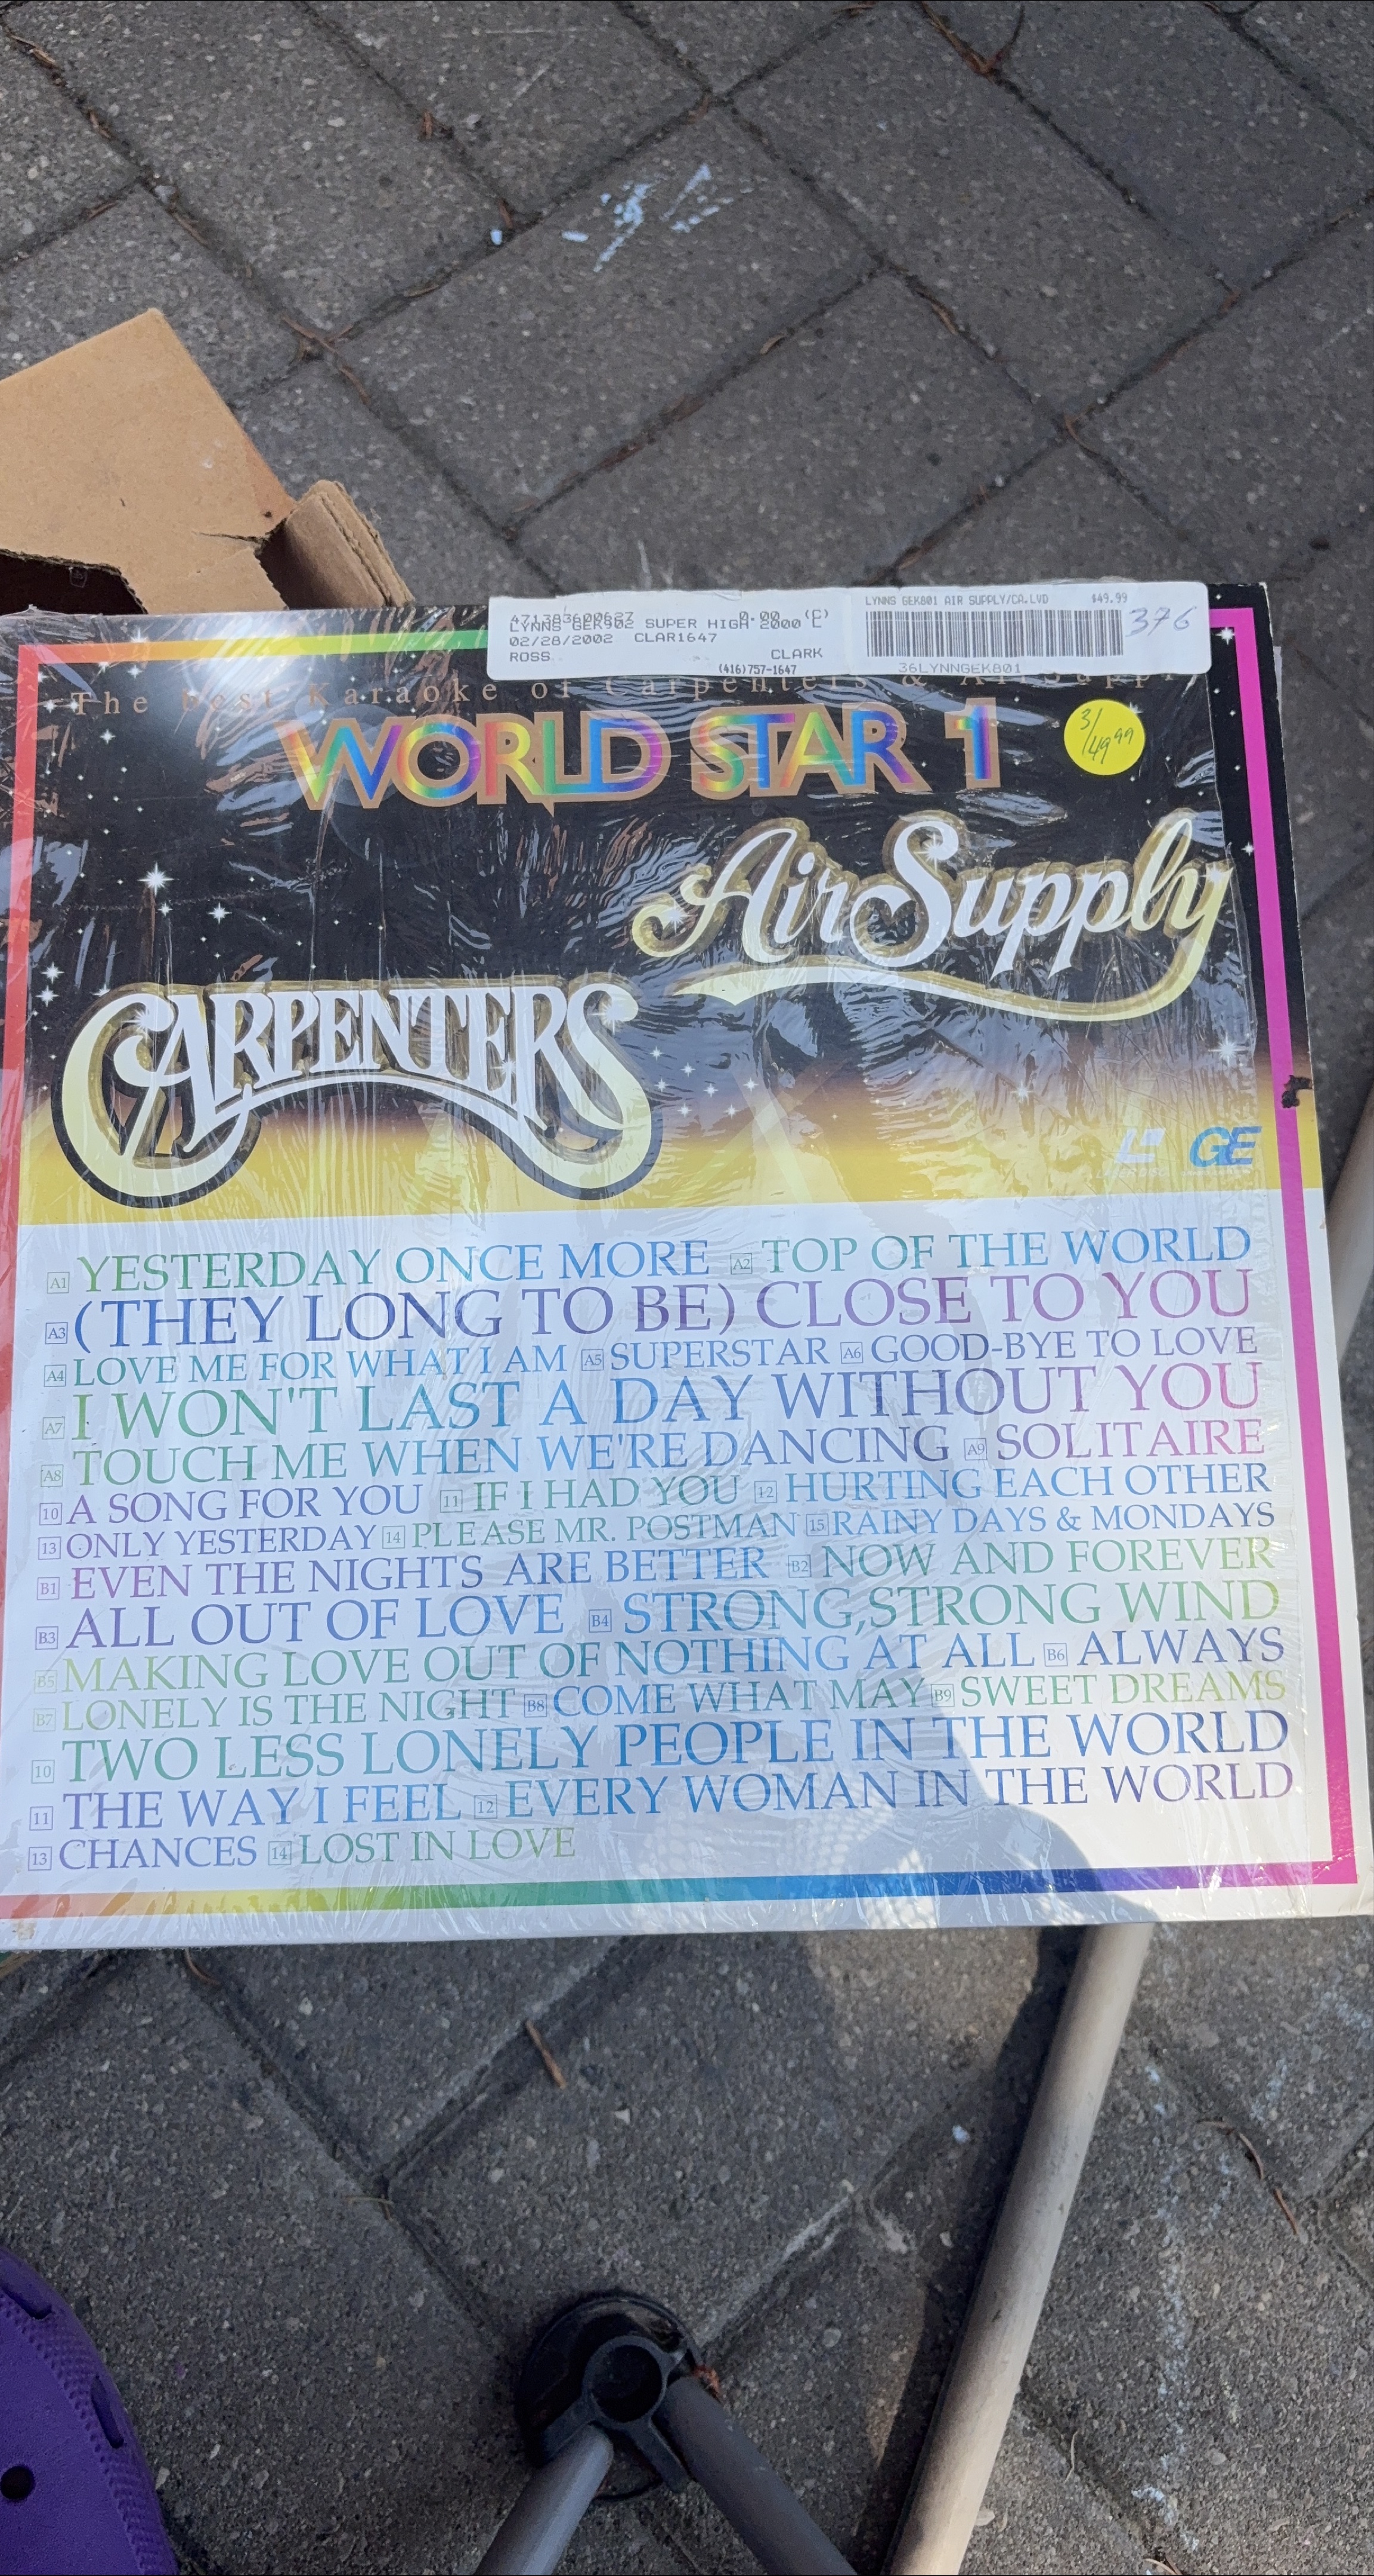 LYNNS GEK802 SUPER HIGH 2000 L
0.00 (C)
02/28/2002 CLAR1647
ROSS
CLARK
(416)757-1647
LYNNS GEK801 AIR SUPPLY/CA.LVD $49.99
376
36LYNNGEK801
The best Karaoke of Carpenters & Air Supply
WORLD STAR 1
3/49.99
Air Supply
CARPENTERS
GE
A1 YESTERDAY ONCE MORE A2 TOP OF THE WORLD
A3 (THEY LONG TO BE) CLOSE TO YOU
A4 LOVE ME FOR WHAT I AM A5 SUPERSTAR A6 GOOD-BYE TO LOVE
A7 I WON'T LAST A DAY WITHOUT YOU
A8 TOUCH ME WHEN WE'RE DANCING A9 SOLITAIRE
10 A SONG FOR YOU 11 IF I HAD YOU 12 HURTING EACH OTHER
13 ONLY YESTERDAY 14 PLEASE MR. POSTMAN 15 RAINY DAYS & MONDAYS
B1 EVEN THE NIGHTS ARE BETTER B2 NOW AND FOREVER
B3 ALL OUT OF LOVE B4 STRONG,STRONG WIND
B5 MAKING LOVE OUT OF NOTHING AT ALL B6 ALWAYS
B7 LONELY IS THE NIGHT B8 COME WHAT MAY B9 SWEET DREAMS
10 TWO LESS LONELY PEOPLE IN THE WORLD
11 THE WAY I FEEL 12 EVERY WOMAN IN THE WORLD
13 CHANCES 14 LOST IN LOVE